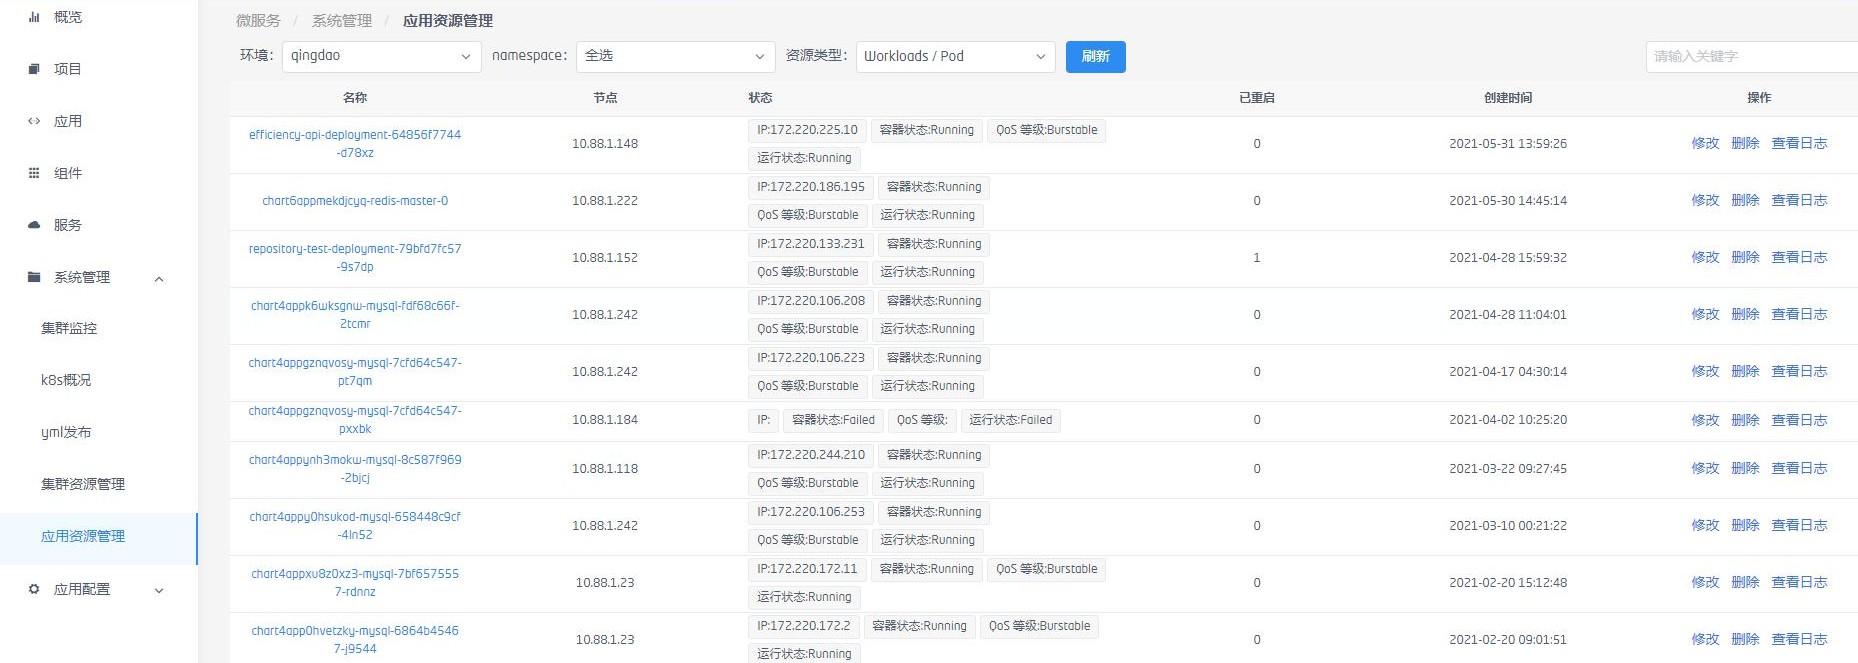 概览
项目
应用
组件
服务
系统管理
集群监控
k8s概况
yml发布
集群资源管理
应用资源管理
应用配置
微服务 / 系统管理 / 应用资源管理
环境: qingdao namespace: 全选 资源类型: Workloads / Pod 刷新 请输入关键字
名称 节点 状态 已重启 创建时间 操作
efficiency-api-deployment-64856f7744
-d78xz
10.88.1.148
IP:172.220.225.10 容器状态:Running QoS 等级:Burstable
运行状态:Running
0 2021-05-31 13:59:26 修改 删除 查看日志
chart6appmekdjcyq-redis-master-0
10.88.1.222
IP:172.220.186.195 容器状态:Running
QoS 等级:Burstable 运行状态:Running
0 2021-05-30 14:45:14 修改 删除 查看日志
repository-test-deployment-79bfd7fc57
-9s7dp
10.88.1.152
IP:172.220.133.231 容器状态:Running
QoS 等级:Burstable 运行状态:Running
1 2021-04-28 15:59:32 修改 删除 查看日志
chart4appk6wksgnw-mysql-fdf68c66f-
2tcmr
10.88.1.242
IP:172.220.106.208 容器状态:Running
QoS 等级:Burstable 运行状态:Running
0 2021-04-28 11:04:01 修改 删除 查看日志
chart4appgznqvosy-mysql-7cfd64c547-
pt7qm
10.88.1.242
IP:172.220.106.223 容器状态:Running
QoS 等级:Burstable 运行状态:Running
0 2021-04-17 04:30:14 修改 删除 查看日志
chart4appgznqvosy-mysql-7cfd64c547-
pxxbk
10.88.1.184
IP: 容器状态:Failed QoS 等级: 运行状态:Failed
0 2021-04-02 10:25:20 修改 删除 查看日志
chart4appynh3mokw-mysql-8c587f969
-2bjcj
10.88.1.118
IP:172.220.244.210 容器状态:Running
QoS 等级:Burstable 运行状态:Running
0 2021-03-22 09:27:45 修改 删除 查看日志
chart4appy0hsukod-mysql-658448c9cf
-4ln52
10.88.1.242
IP:172.220.106.253 容器状态:Running
QoS 等级:Burstable 运行状态:Running
0 2021-03-10 00:21:22 修改 删除 查看日志
chart4appxu8z0xz3-mysql-7bf657555
7-rdnnz
10.88.1.23
IP:172.220.172.11 容器状态:Running QoS 等级:Burstable
运行状态:Running
0 2021-02-20 15:12:48 修改 删除 查看日志
chart4app0hvetzky-mysql-6864b4546
7-j9544
10.88.1.23
IP:172.220.172.2 容器状态:Running QoS 等级:Burstable
运行状态:Running
0 2021-02-20 09:01:51 修改 删除 查看日志